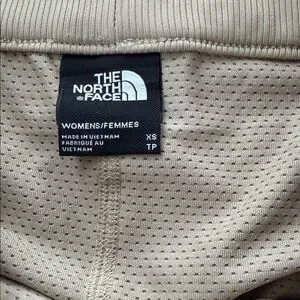 THE
NORTH
FACE
WOMENS/FEMMES
MADE IN VIETNAM XS
FABRIQUÉ AU TP
VIETNAM